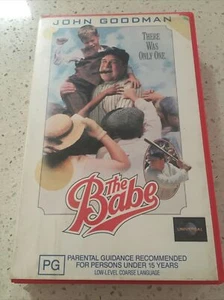 JOHN GOODMAN
THERE
WAS
ONLY ONE.
The
Babe
UNIVERSAL
PG
PARENTAL GUIDANCE RECOMMENDED
FOR PERSONS UNDER 15 YEARS
LOW-LEVEL COARSE LANGUAGE